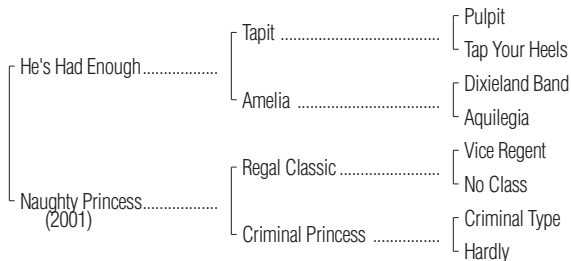 Pulpit
Tapit ........................................
Tap Your Heels
He's Had Enough..................
Dixieland Band
Amelia ....................................
Aquilegia
Vice Regent
Regal Classic .........................
No Class
Naughty Princess..................
(2001)
Criminal Type
Criminal Princess .................
Hardly